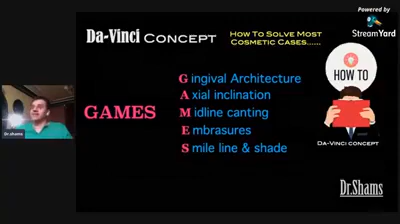 Powered by
StreamYard
Da-Vinci CONCEPT
HOW TO SOLVE MOST
COSMETIC CASES......
HOW TO
GAMES
Gingival Architecture
Axial inclination
Midline canting
Embrasures
Smile line & shade
DA-VINCI CONCEPT
Dr.shams
Dr.Shams